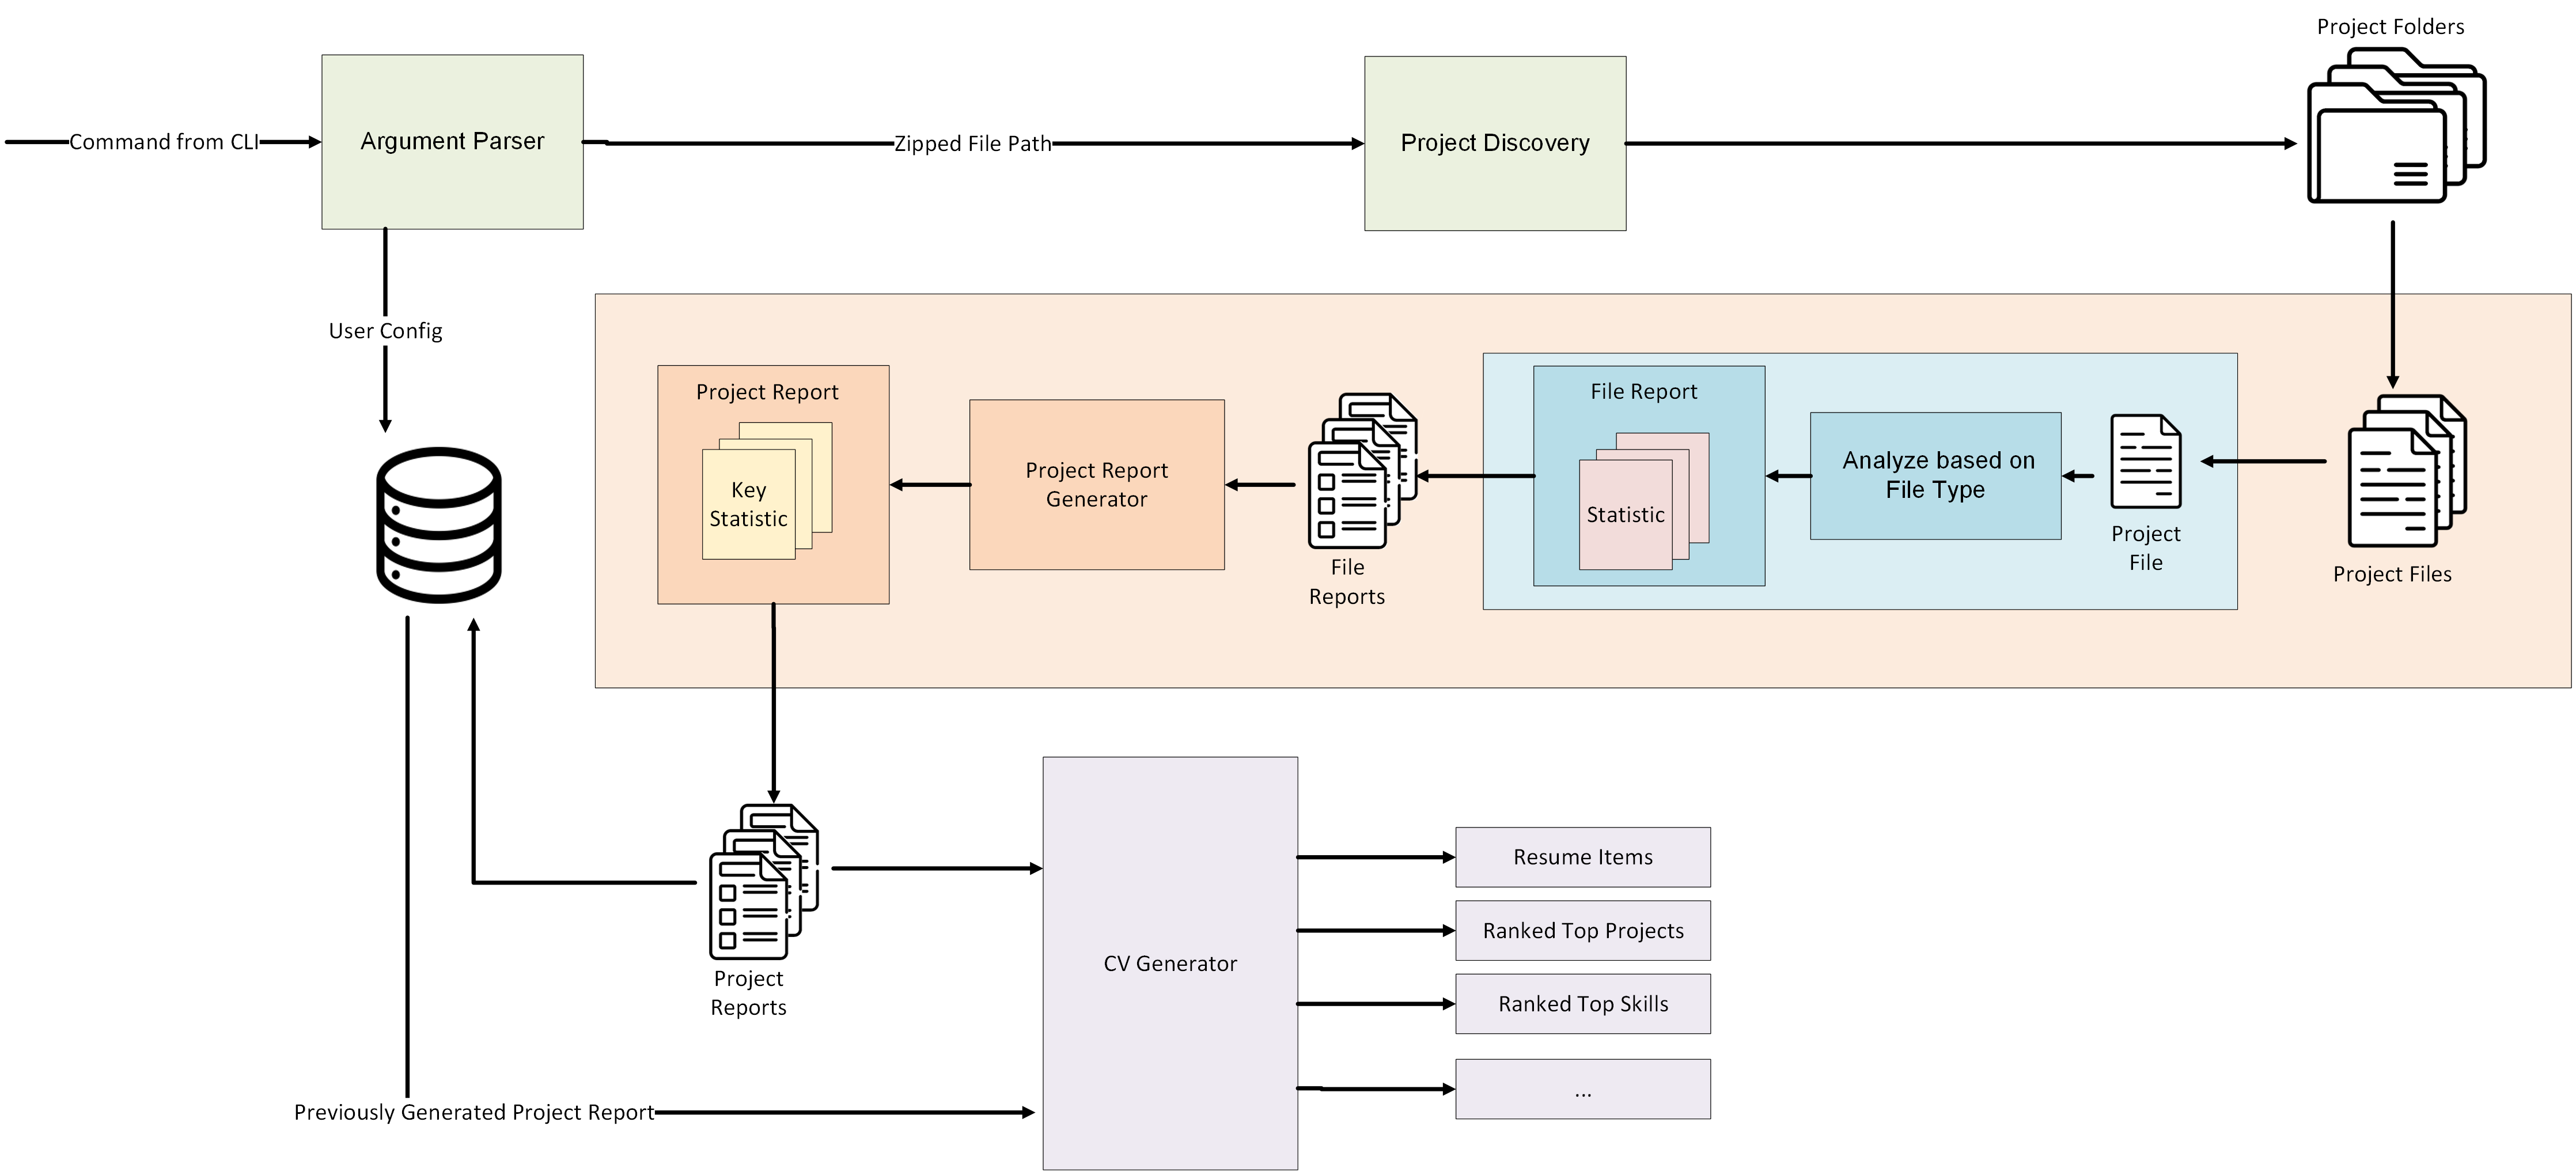 Project Folders
Command from CLI
Argument Parser
Zipped File Path
Project Discovery
User Config
Project Report
Key
Statistic
Project Report
Generator
File
Reports
File Report
Statistic
Analyze based on
File Type
Project
File
Project Files
Project
Reports
CV Generator
Resume Items
Ranked Top Projects
Ranked Top Skills
...
Previously Generated Project Report